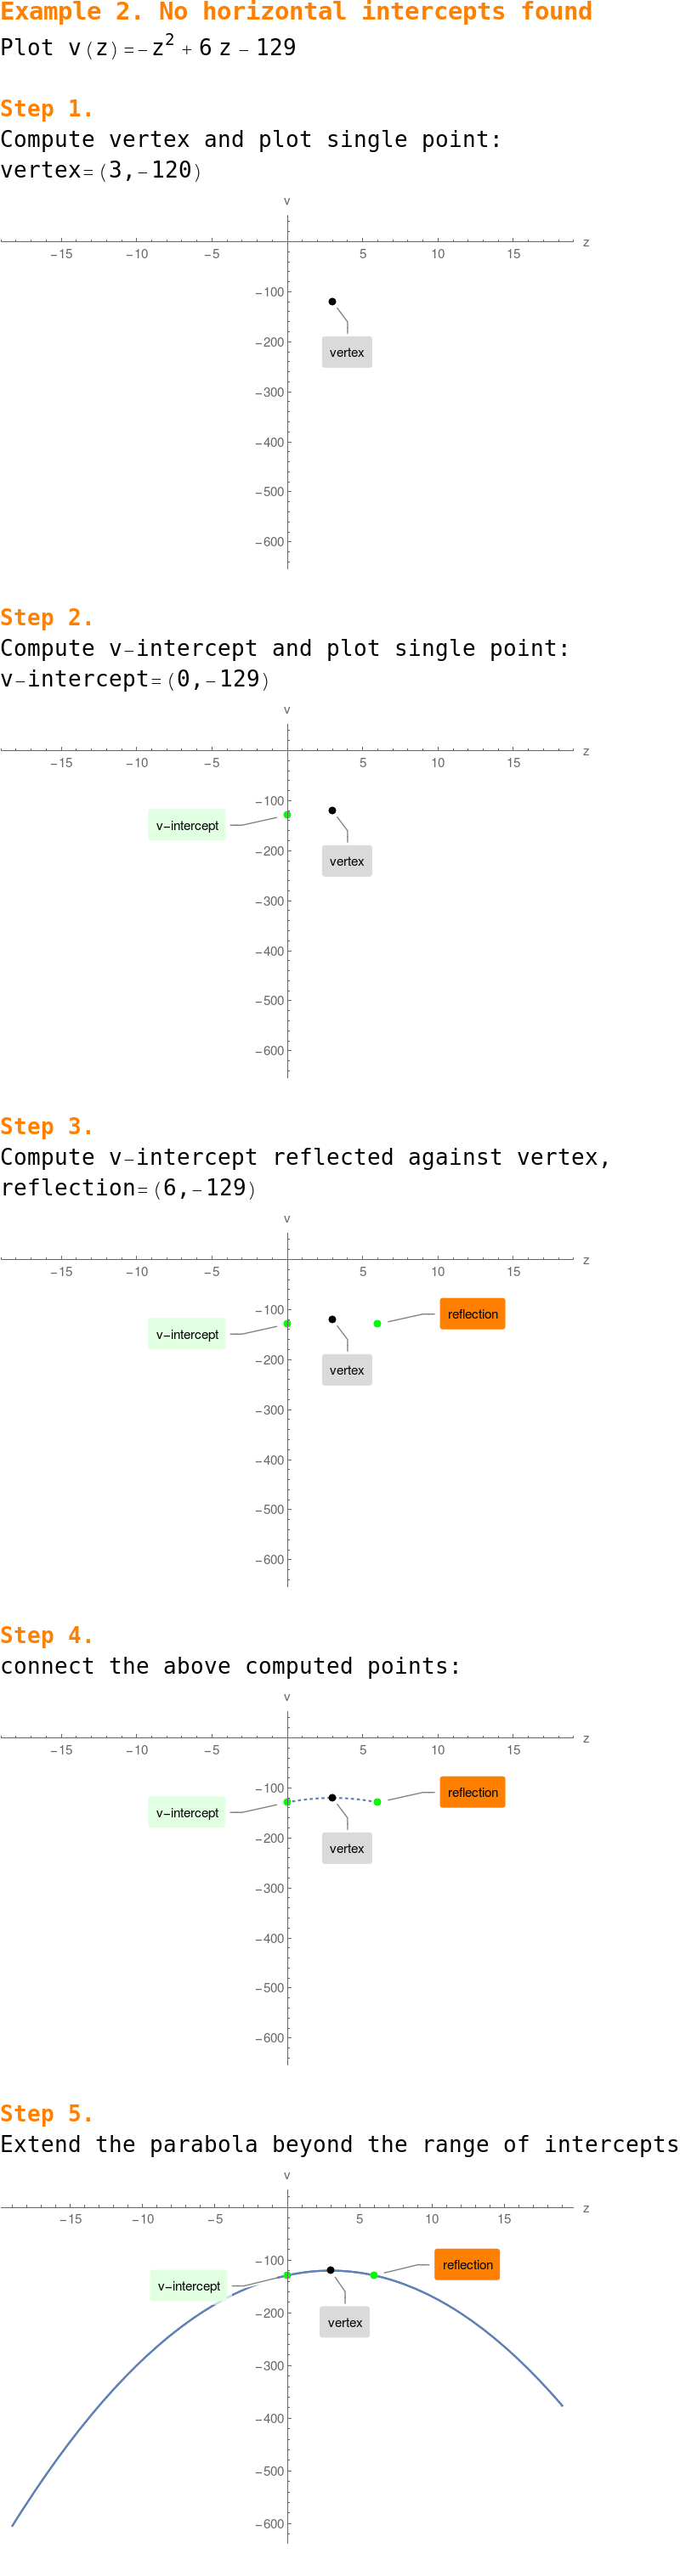 Example 2. No horizontal intercepts found
Plot v(z)=-z² + 6 z - 129
Step 1.
Compute vertex and plot single point:
vertex=(3,-120)
v
z
-15 -10 -5 5 10 15
-100
vertex
-200
-300
-400
-500
-600
Step 2.
Compute v-intercept and plot single point:
v-intercept=(0,-129)
v
z
-15 -10 -5 5 10 15
-100
v-intercept
vertex
-200
-300
-400
-500
-600
Step 3.
Compute v-intercept reflected against vertex,
reflection=(6,-129)
v
z
-15 -10 -5 5 10 15
-100
reflection
v-intercept
-200
vertex
-300
-400
-500
-600
Step 4.
connect the above computed points:
v
z
-15 -10 -5 5 10 15
-100
reflection
v-intercept
-200
vertex
-300
-400
-500
-600
Step 5.
Extend the parabola beyond the range of intercepts
v
z
-15 -10 -5 5 10 15
-100
reflection
v-intercept
-200
vertex
-300
-400
-500
-600